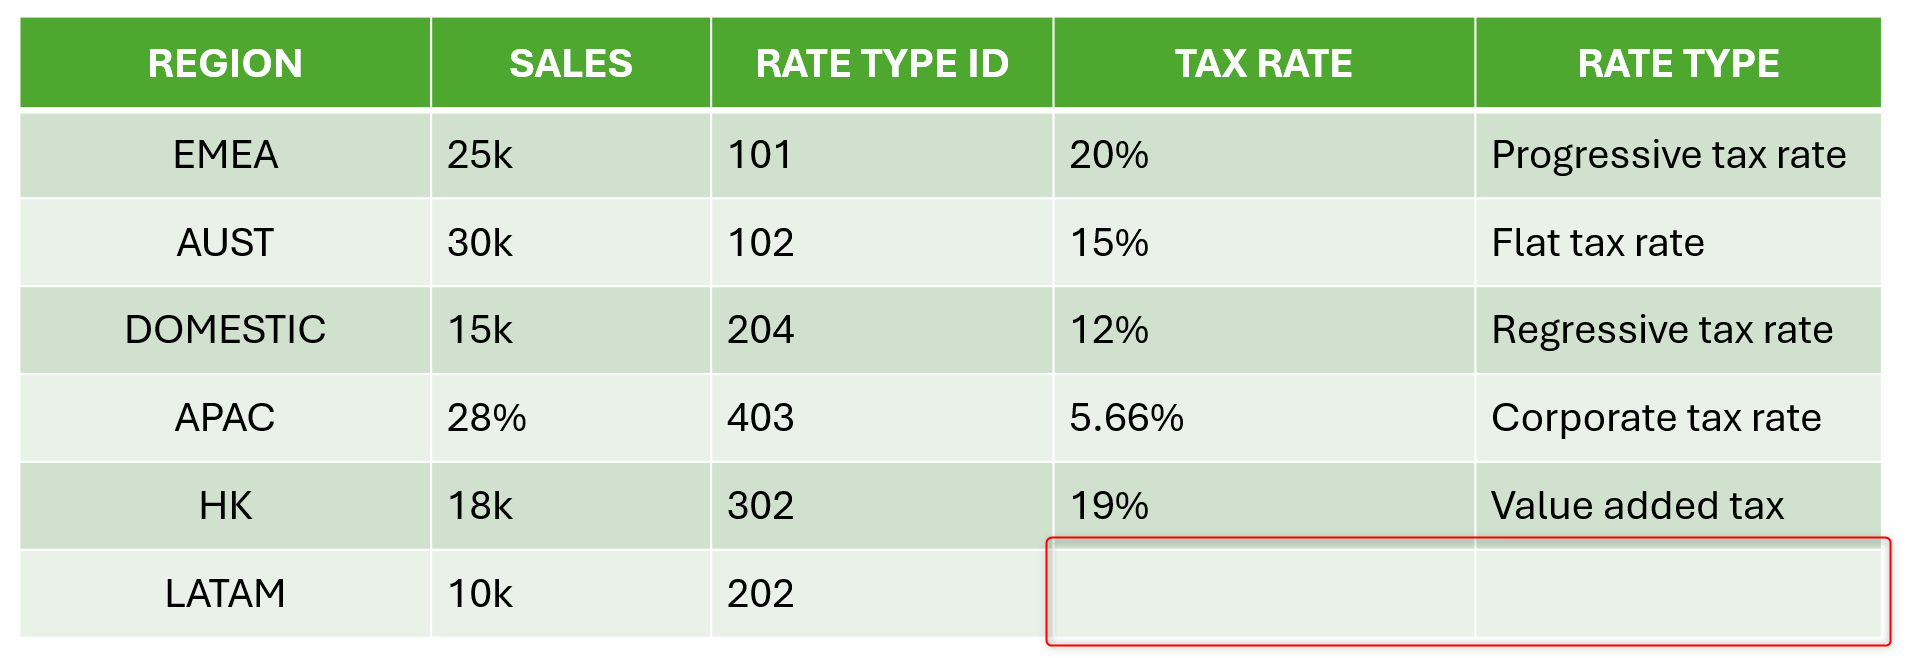 REGION SALES RATE TYPE ID TAX RATE RATE TYPE
EMEA 25k 101 20% Progressive tax rate
AUST 30k 102 15% Flat tax rate
DOMESTIC 15k 204 12% Regressive tax rate
APAC 28% 403 5.66% Corporate tax rate
HK 18k 302 19% Value added tax
LATAM 10k 202